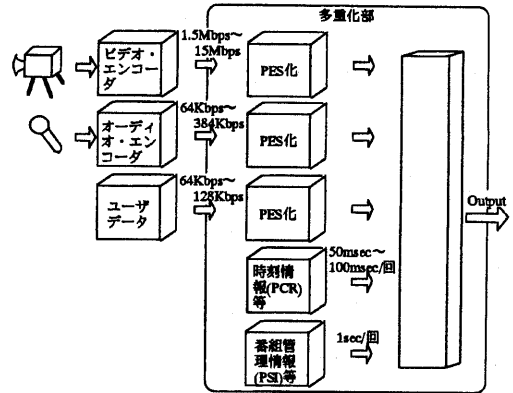 多重化部
1.5Mbps〜
15Mbps
ビデオ・
エンコー
ダ
PES化
64Kbps〜
384Kbps
オーディ
オ・エン
コーダ
PES化
64Kbps〜
128Kbps
ユーザ
データ
PES化
Output
50msec〜
100msec/回
時刻情
報(PCR)
等
1sec/回
番組管
理情報
(PSI)等